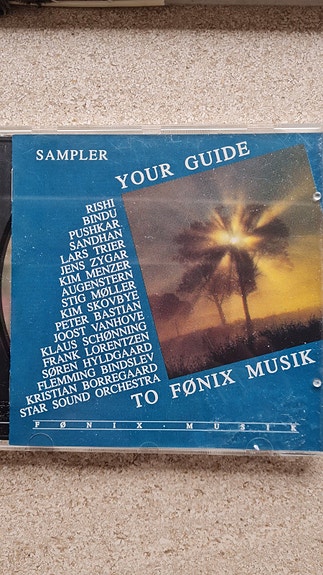 SAMPLER
YOUR GUIDE
RISHI
BINDU
PUSHKAR
SANDHAN
LARS TRIER
JENS ZYGAR
KIM MENZER
AUGENSTERN
STIG MØLLER
KIM SKOVBYE
PETER BASTIAN
JOOST VANHOVE
KLAUS SCHØNNING
FRANK LORENTZEN
SØREN HYLDGAARD
FLEMMING BINDSLEV
KRISTIAN BORREGAARD
STAR SOUND ORCHESTRA
TO FØNIX MUSIK
FØNIX · MUSIK